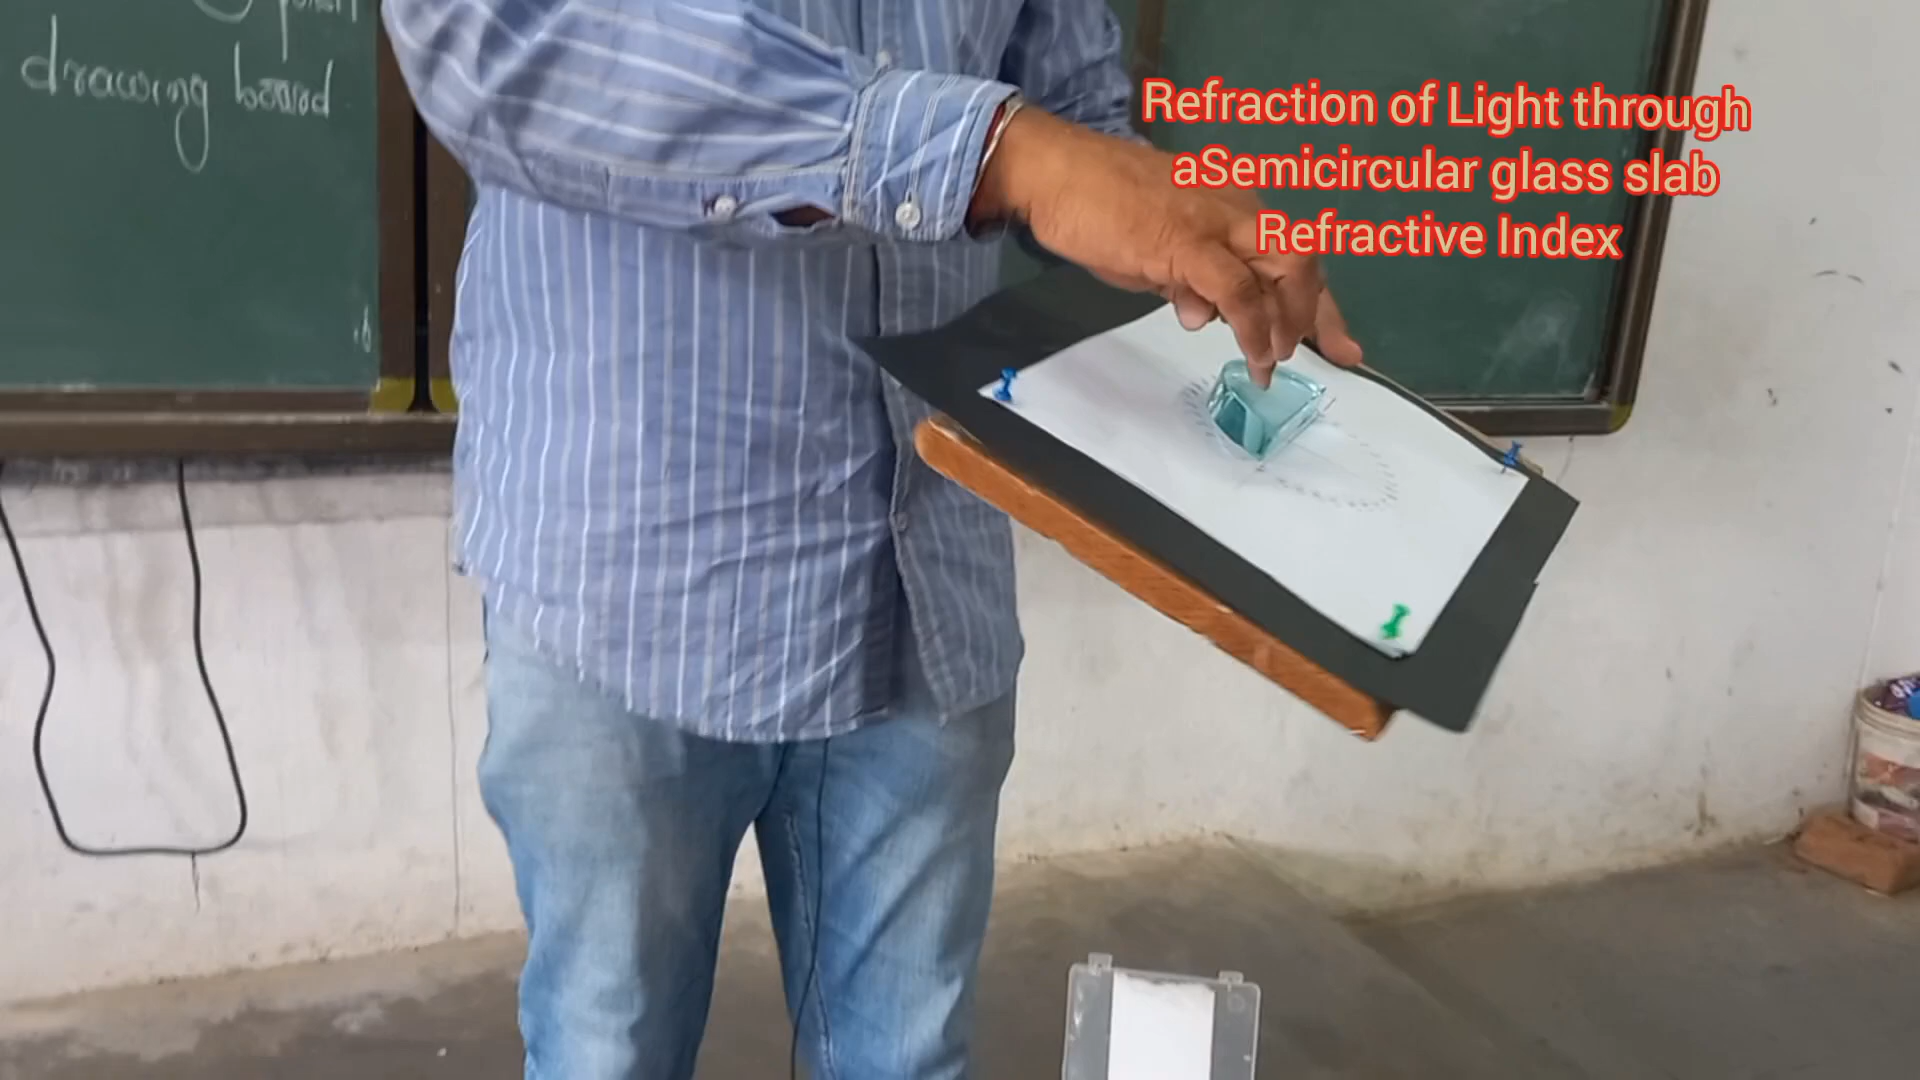 drawing board
Refraction of Light through
aSemicircular glass slab
Refractive Index